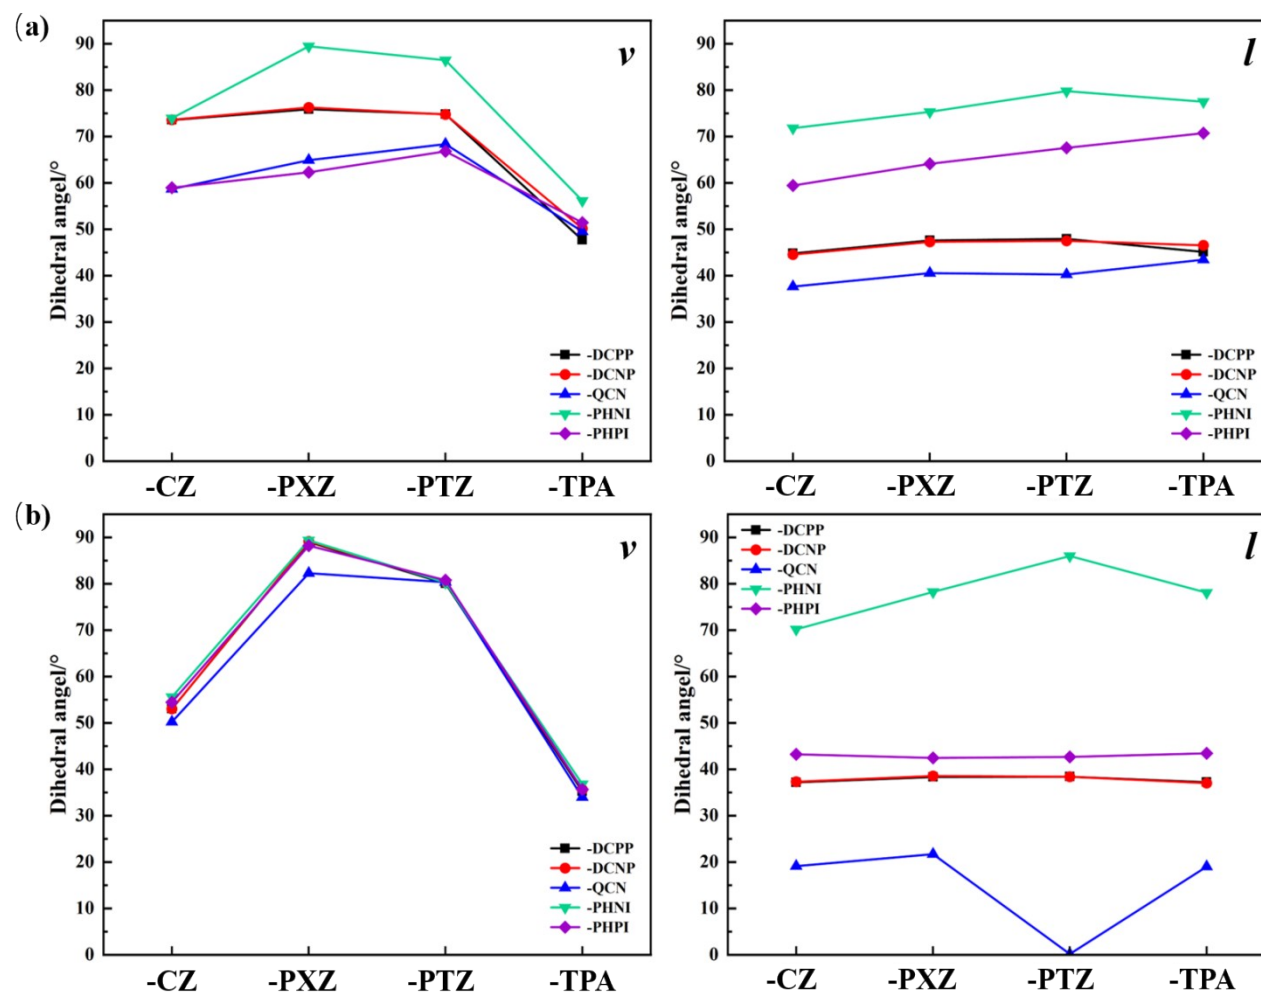 (a)
v
Dihedral angel/°
90
80
70
60
50
40
30
20
10
0
-DCPP
-DCNP
-QCN
-PHNI
-PHPI
-CZ -PXZ -PTZ -TPA
l
Dihedral angel/°
90
80
70
60
50
40
30
20
10
0
-DCPP
-DCNP
-QCN
-PHNI
-PHPI
-CZ -PXZ -PTZ -TPA
(b)
v
Dihedral angel/°
90
80
70
60
50
40
30
20
10
0
-DCPP
-DCNP
-QCN
-PHNI
-PHPI
-CZ -PXZ -PTZ -TPA
l
Dihedral angel/°
90
80
70
60
50
40
30
20
10
0
-DCPP
-DCNP
-QCN
-PHNI
-PHPI
-CZ -PXZ -PTZ -TPA